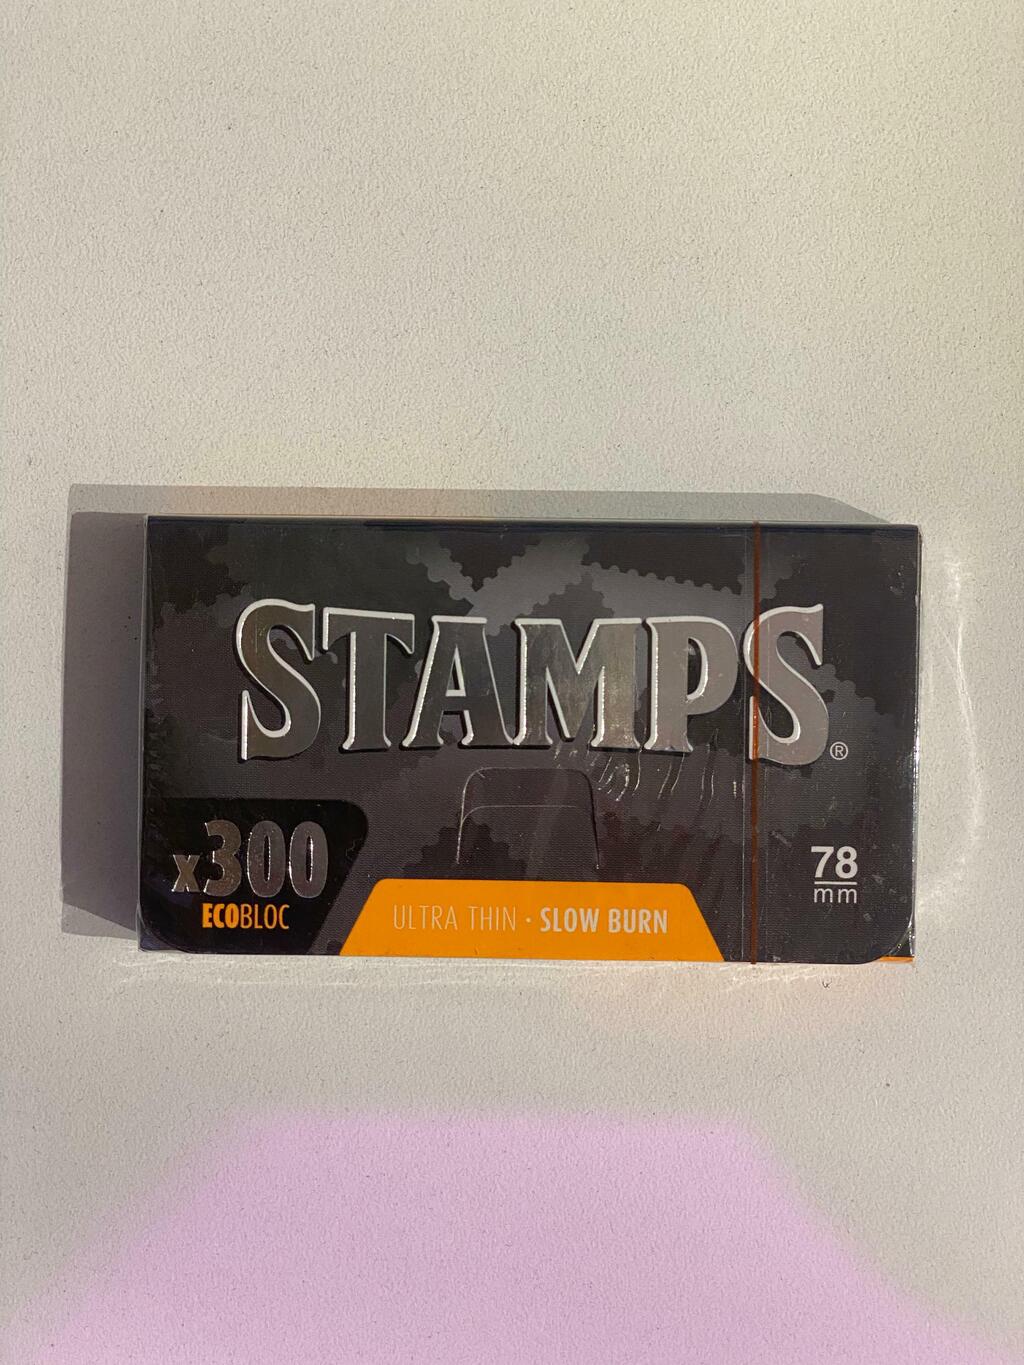 STAMPS®
x300
ECOBLOC
ULTRA THIN · SLOW BURN
78
mm